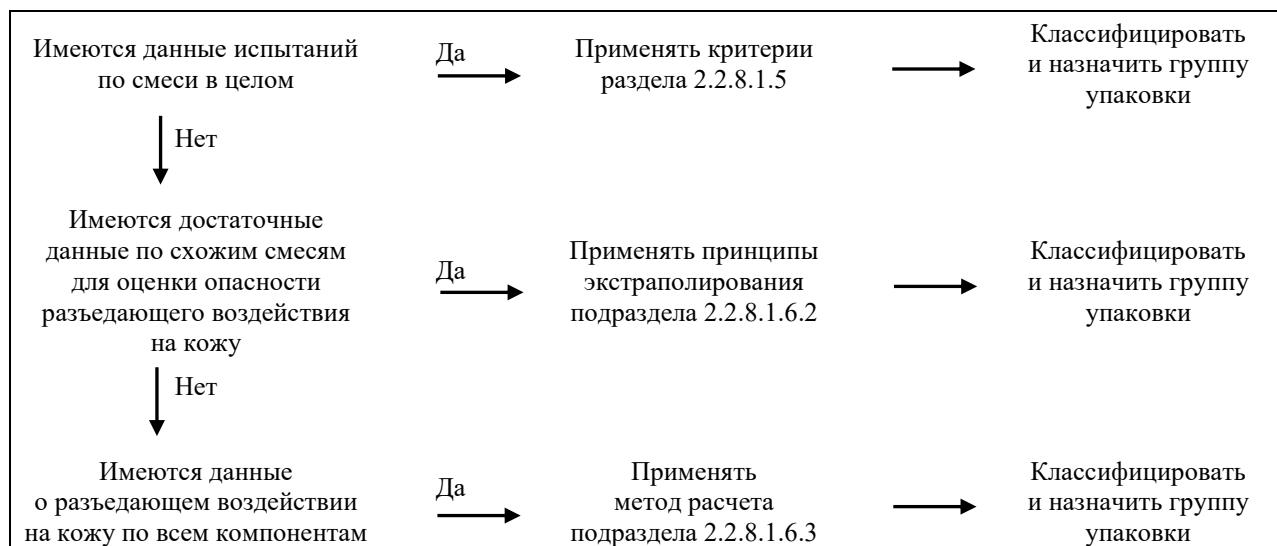 Имеются данные испытаний
по смеси в целом
Да
Применять критерии
раздела 2.2.8.1.5
Классифицировать
и назначить группу
упаковки
Нет
Имеются достаточные
данные по схожим смесям
для оценки опасности
разъедающего воздействия
на кожу
Да
Применять принципы
экстраполирования
подраздела 2.2.8.1.6.2
Классифицировать
и назначить группу
упаковки
Нет
Имеются данные
о разъедающем воздействии
на кожу по всем компонентам
Да
Применять
метод расчета
подраздела 2.2.8.1.6.3
Классифицировать
и назначить группу
упаковки